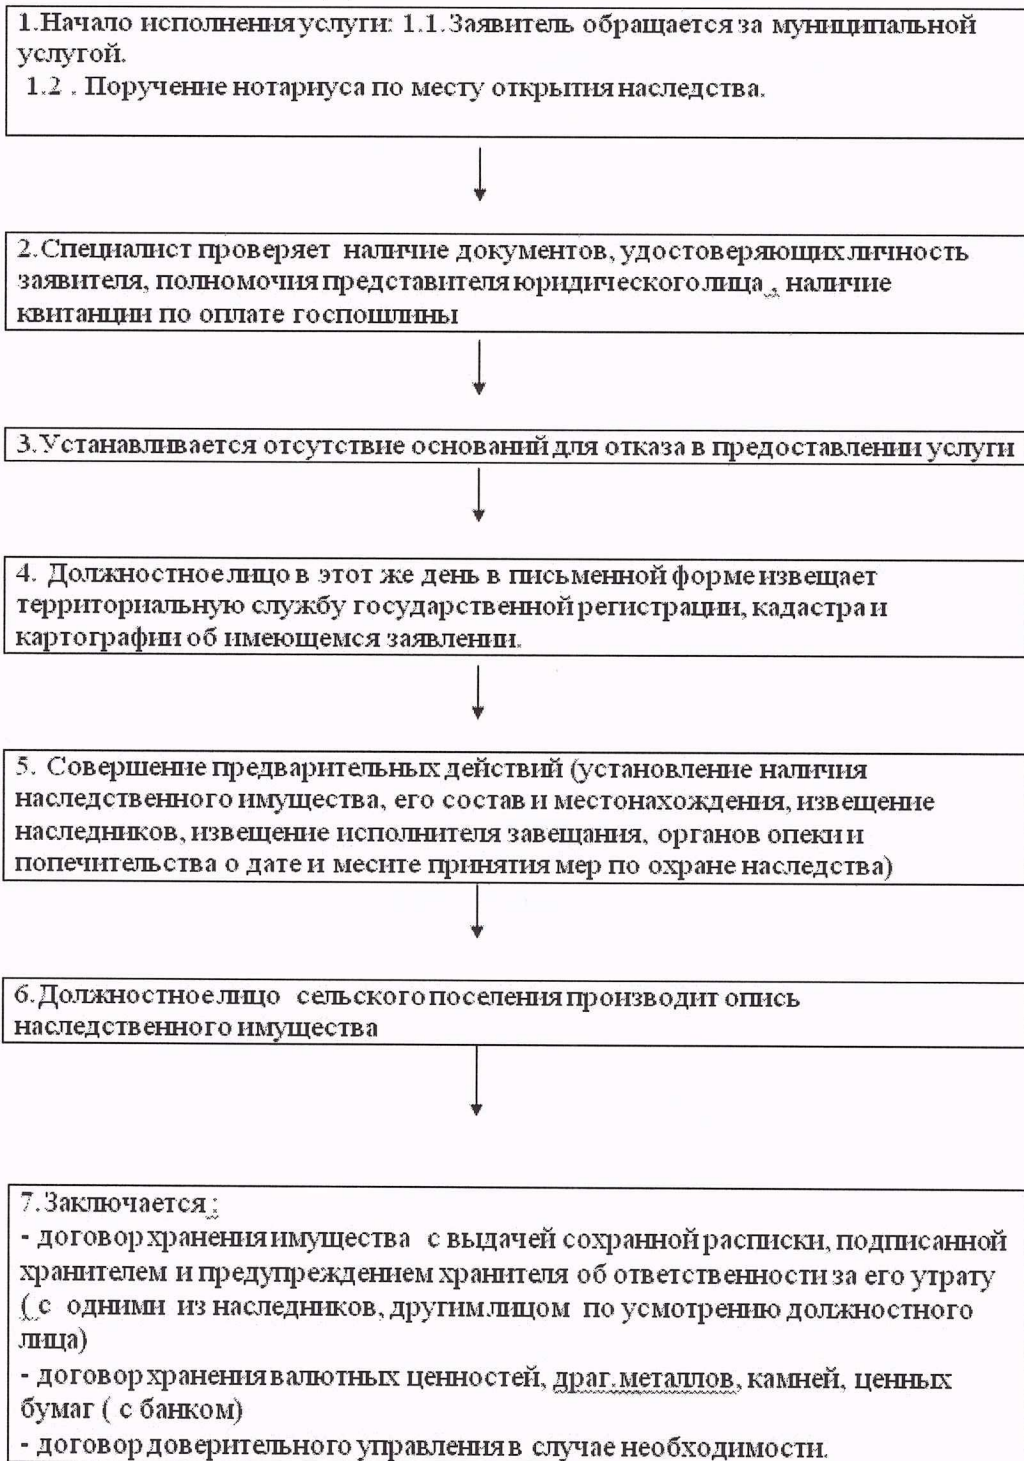 1.Начало исполнения услуги: 1.1.Заявитель обращается за муниципальной
услугой.
1.2 . Поручение нотариуса по месту открытия наследства.
2.Специалист проверяет наличие документов, удостоверяющих личность
заявителя, полномочия представителя юридического лица , наличие
квитанции по оплате госпошлины
3.Устанавливается отсутствие оснований для отказа в предоставлении услуги
4. Должностное лицо в этот же день в письменной форме извещает
территориальную службу государственной регистрации, кадастра и
картографии об имеющемся заявлении.
5. Совершение предварительных действий (установление наличия
наследственного имущества, его состав и местонахождения, извещение
наследников, извещение исполнителя завещания, органов опеки и
попечительства о дате и месите принятия мер по охране наследства)
6.Должностное лицо сельского поселения производит опись
наследственного имущества
7.Заключается :
- договор хранения имущества с выдачей сохранной расписки, подписанной
хранителем и предупреждением хранителя об ответственности за его утрату
( с одними из наследников, другим лицом по усмотрению должностного
лица)
- договор хранения валютных ценностей, драг.металлов, камней, ценных
бумаг ( с банком)
- договор доверительного управления в случае необходимости.